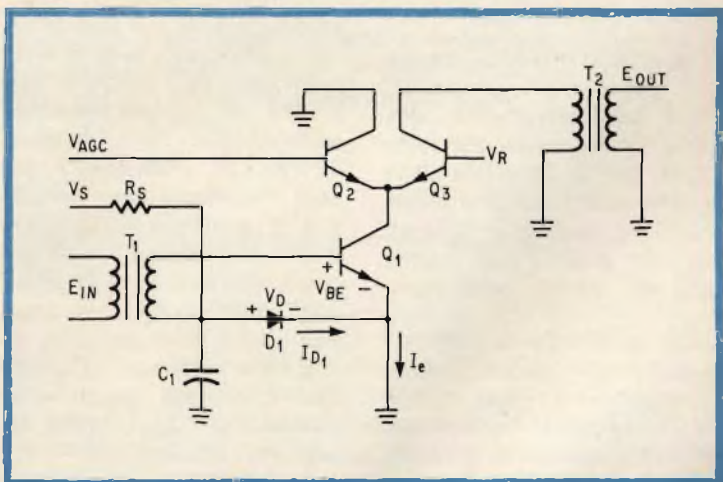 T2 EOUT
VAGC
VR
Q2 Q3
VS RS
T1
Q1
EIN
+ VBE -
+ VD -
D1
ID1
Ie
C1